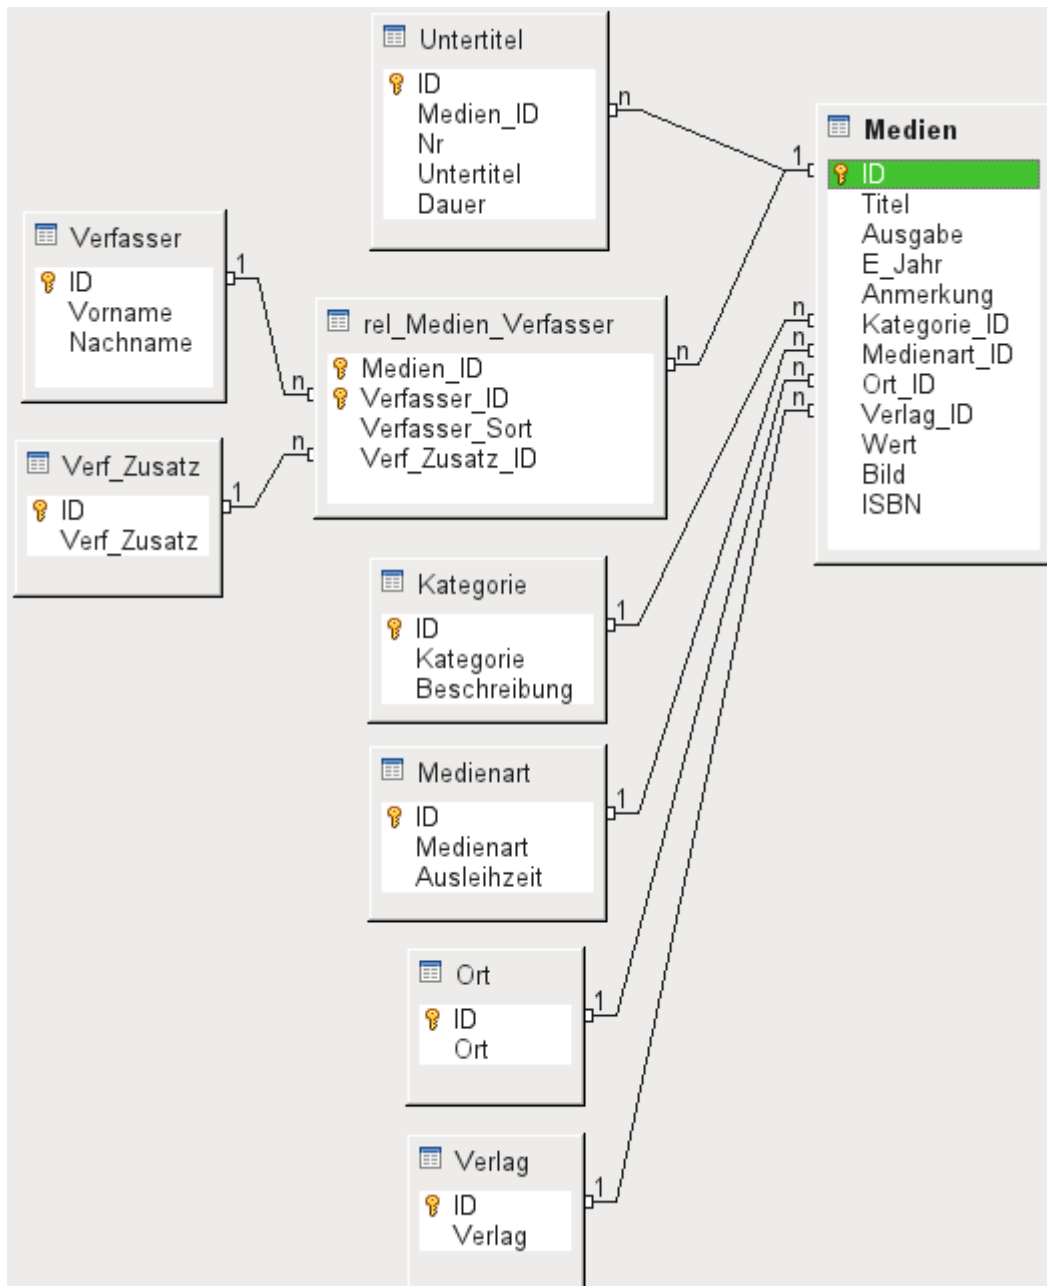 Untertitel
ID
Medien_ID
Nr
Untertitel
Dauer
n
1
Medien
ID
Titel
Ausgabe
E_Jahr
Anmerkung
Kategorie_ID
Medienart_ID
Ort_ID
Verlag_ID
Wert
Bild
ISBN
n
n
n
n
Verfasser
ID
Vorname
Nachname
1
rel_Medien_Verfasser
Medien_ID
Verfasser_ID
Verfasser_Sort
Verf_Zusatz_ID
n
n
n
Verf_Zusatz
ID
Verf_Zusatz
1
Kategorie
ID
Kategorie
Beschreibung
1
Medienart
ID
Medienart
Ausleihzeit
1
Ort
ID
Ort
1
Verlag
ID
Verlag
1